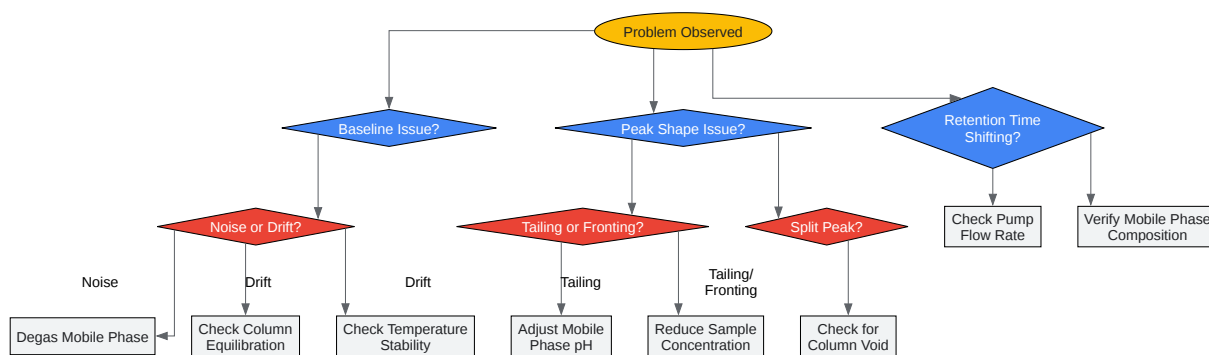 Problem Observed
Baseline Issue?
Peak Shape Issue?
Retention Time
Shifting?
Noise or Drift?
Tailing or Fronting?
Split Peak?
Check Pump
Flow Rate
Verify Mobile Phase
Composition
Noise
Drift
Drift
Tailing
Tailing/
Fronting
Degas Mobile Phase
Check Column
Equilibration
Check Temperature
Stability
Adjust Mobile
Phase pH
Reduce Sample
Concentration
Check for
Column Void